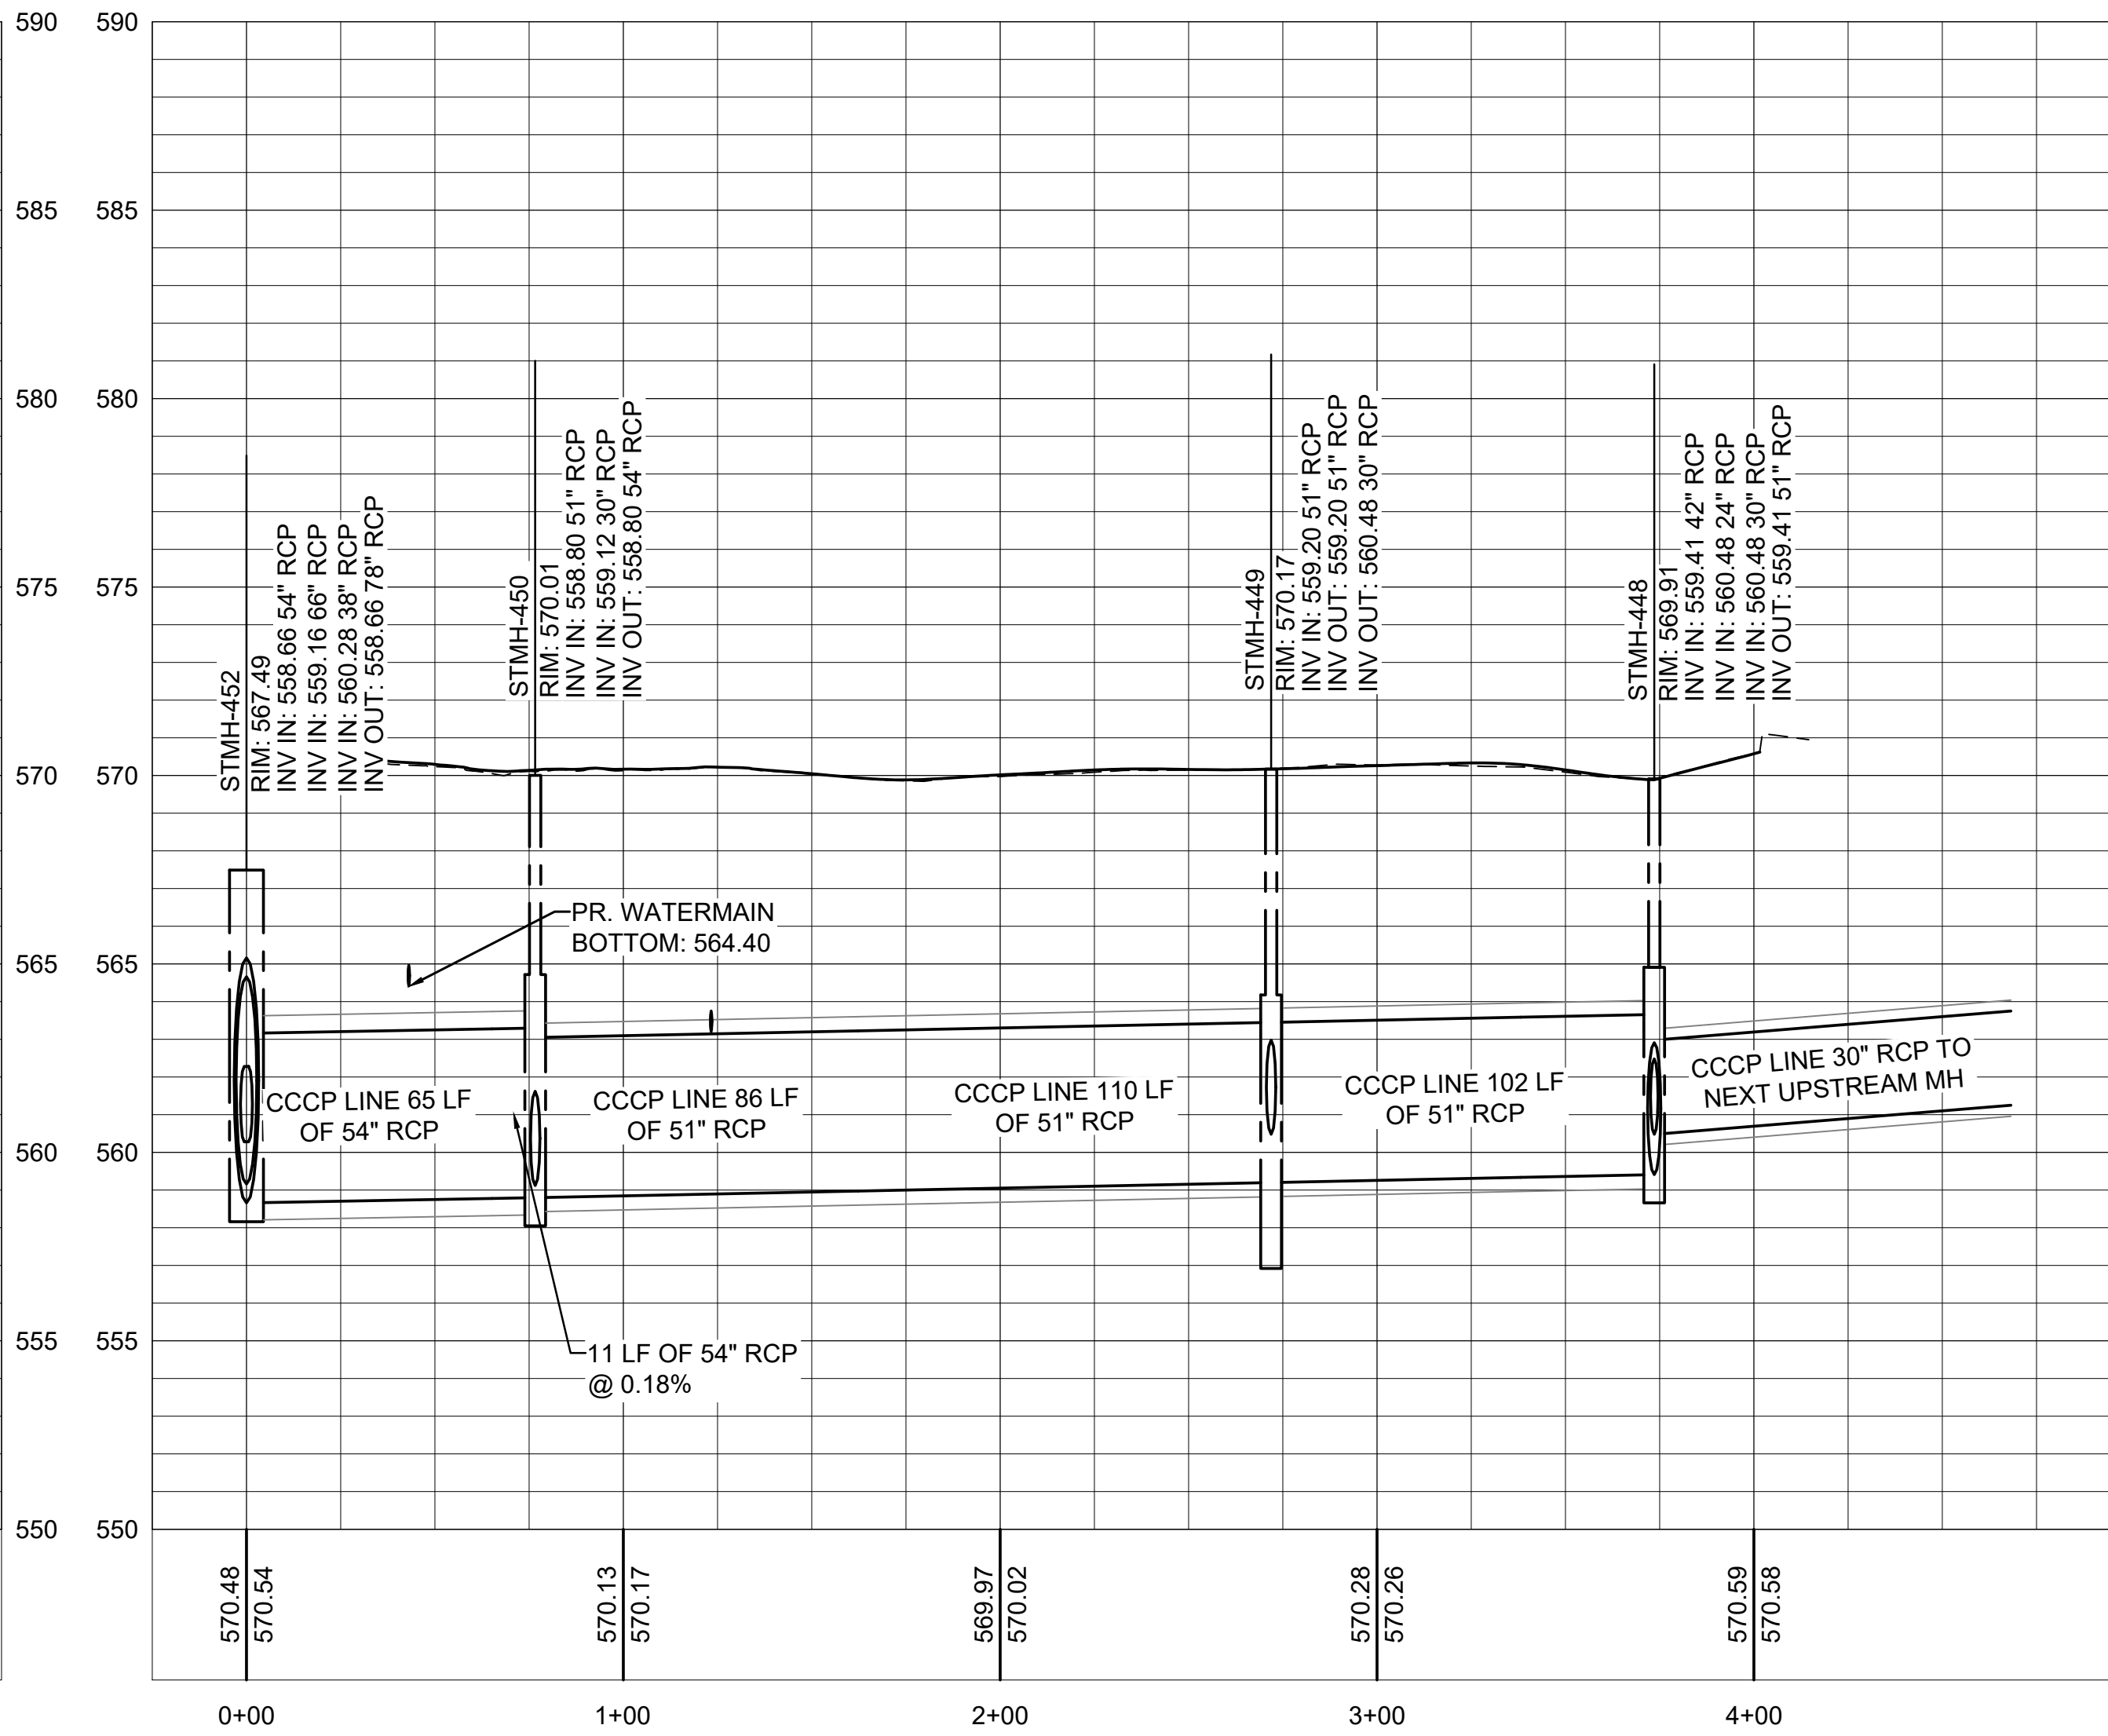 590 590
585 585
580 580
575 575
570 570
565 565
560 560
555 555
550 550
STMH-452
RIM: 567.49
INV IN: 558.66 54" RCP
INV IN: 559.16 66" RCP
INV IN: 560.28 38" RCP
INV OUT: 558.66 78" RCP
STMH-450
RIM: 570.01
INV IN: 558.80 51" RCP
INV IN: 559.12 30" RCP
INV OUT: 558.80 54" RCP
STMH-449
RIM: 570.17
INV IN: 559.20 51" RCP
INV OUT: 559.20 51" RCP
INV OUT: 560.48 30" RCP
STMH-448
RIM: 569.91
INV IN: 559.41 42" RCP
INV IN: 560.48 24" RCP
INV IN: 560.48 30" RCP
INV OUT: 559.41 51" RCP
PR. WATERMAIN
BOTTOM: 564.40
CCCP LINE 65 LF
OF 54" RCP
CCCP LINE 86 LF
OF 51" RCP
CCCP LINE 110 LF
OF 51" RCP
CCCP LINE 102 LF
OF 51" RCP
CCCP LINE 30" RCP TO
NEXT UPSTREAM MH
11 LF OF 54" RCP
@ 0.18%
570.48
570.54
570.13
570.17
569.97
570.02
570.28
570.26
570.59
570.58
0+00 1+00 2+00 3+00 4+00